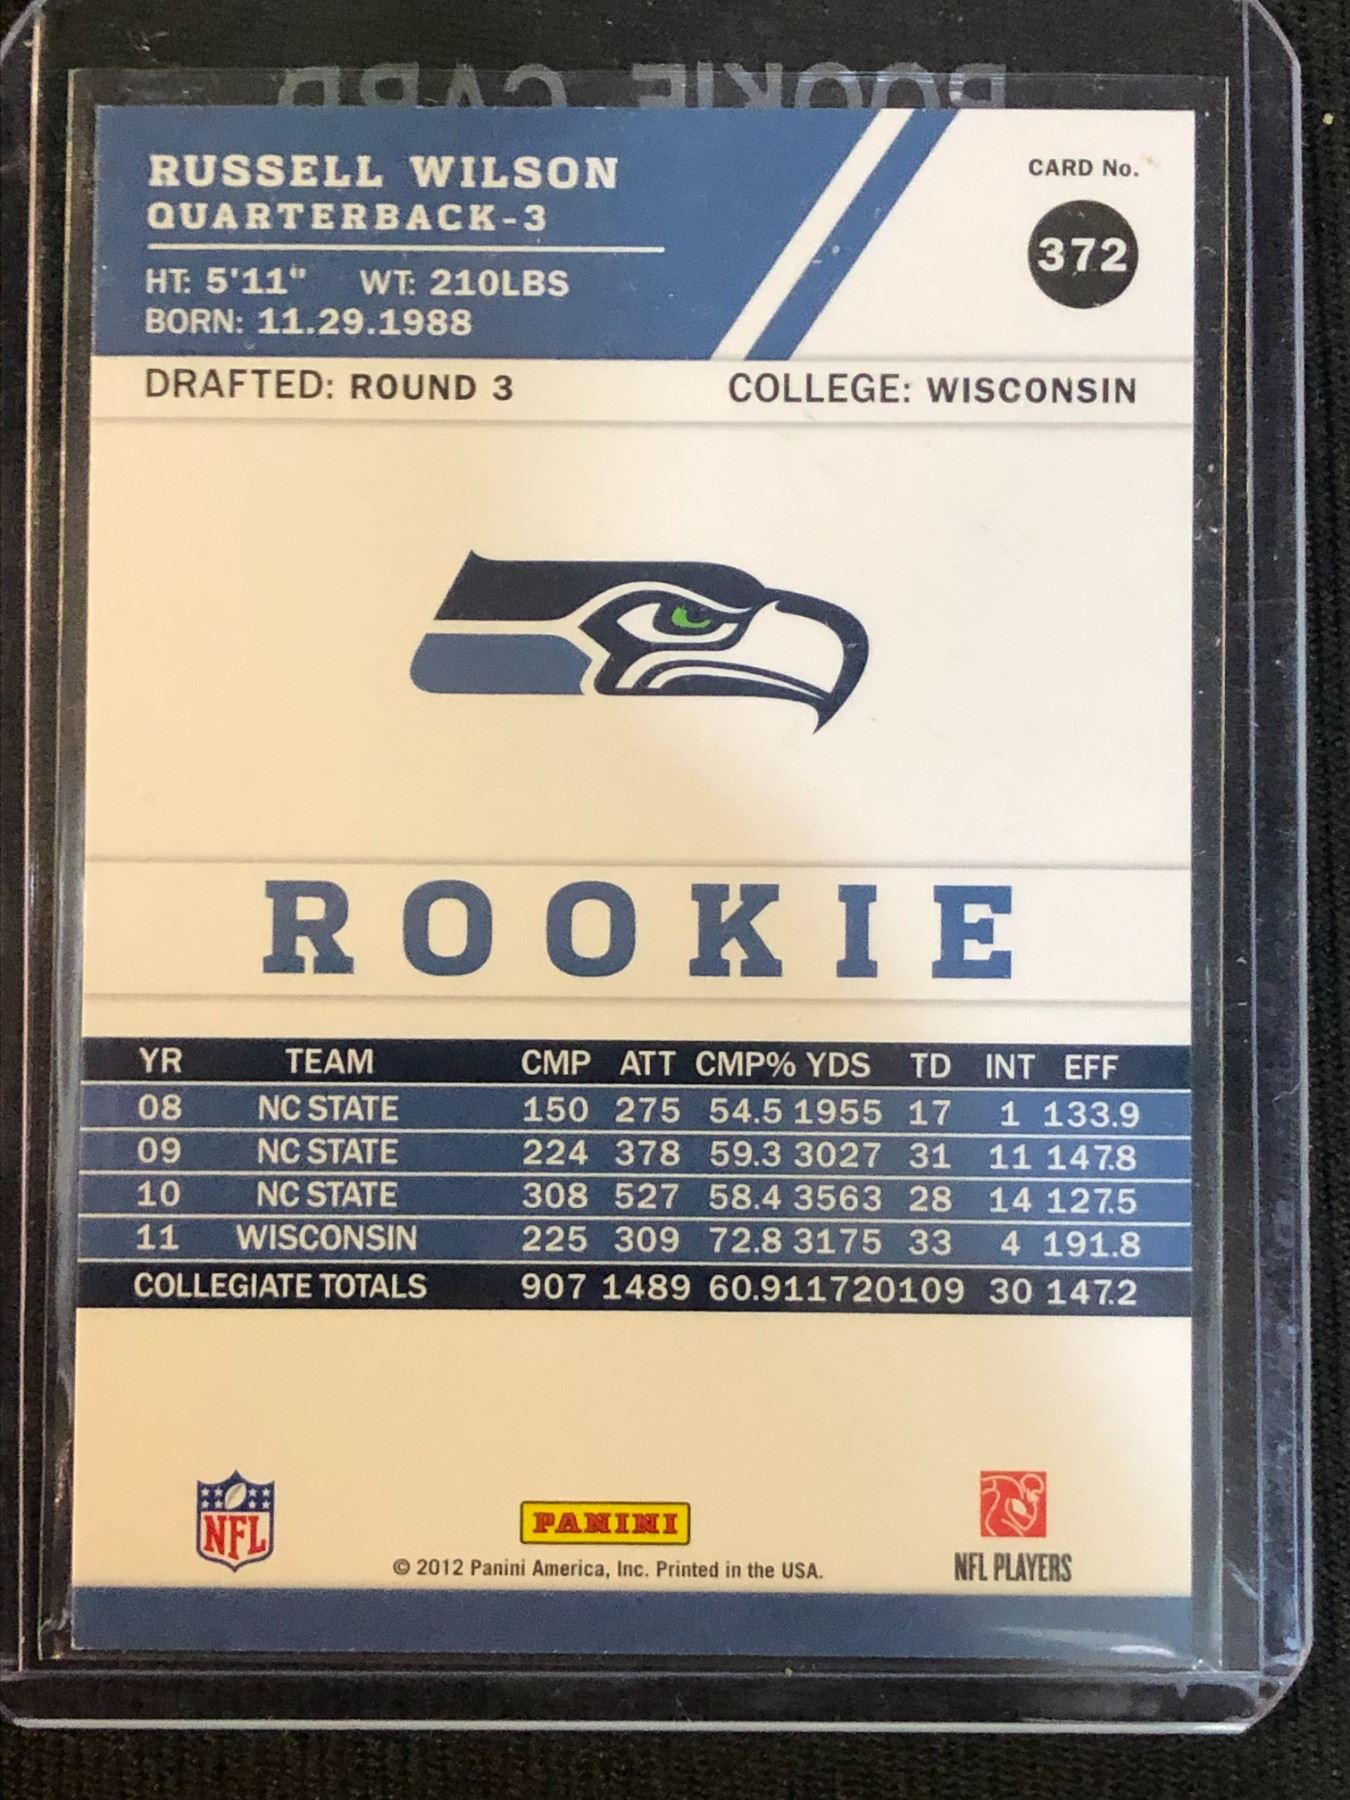 ROOKIE CARD
RUSSELL WILSON
QUARTERBACK-3
HT: 5'11" WT: 210LBS
BORN: 11.29.1988
CARD No.
372
DRAFTED: ROUND 3 COLLEGE: WISCONSIN
ROOKIE
YR TEAM CMP ATT CMP% YDS TD INT EFF
08 NC STATE 150 275 54.5 1955 17 1 133.9
09 NC STATE 224 378 59.3 3027 31 11 147.8
10 NC STATE 308 527 58.4 3563 28 14 127.5
11 WISCONSIN 225 309 72.8 3175 33 4 191.8
COLLEGIATE TOTALS 907 1489 60.9 11720 109 30 147.2
NFL
PANINI
© 2012 Panini America, Inc. Printed in the USA.
NFL PLAYERS